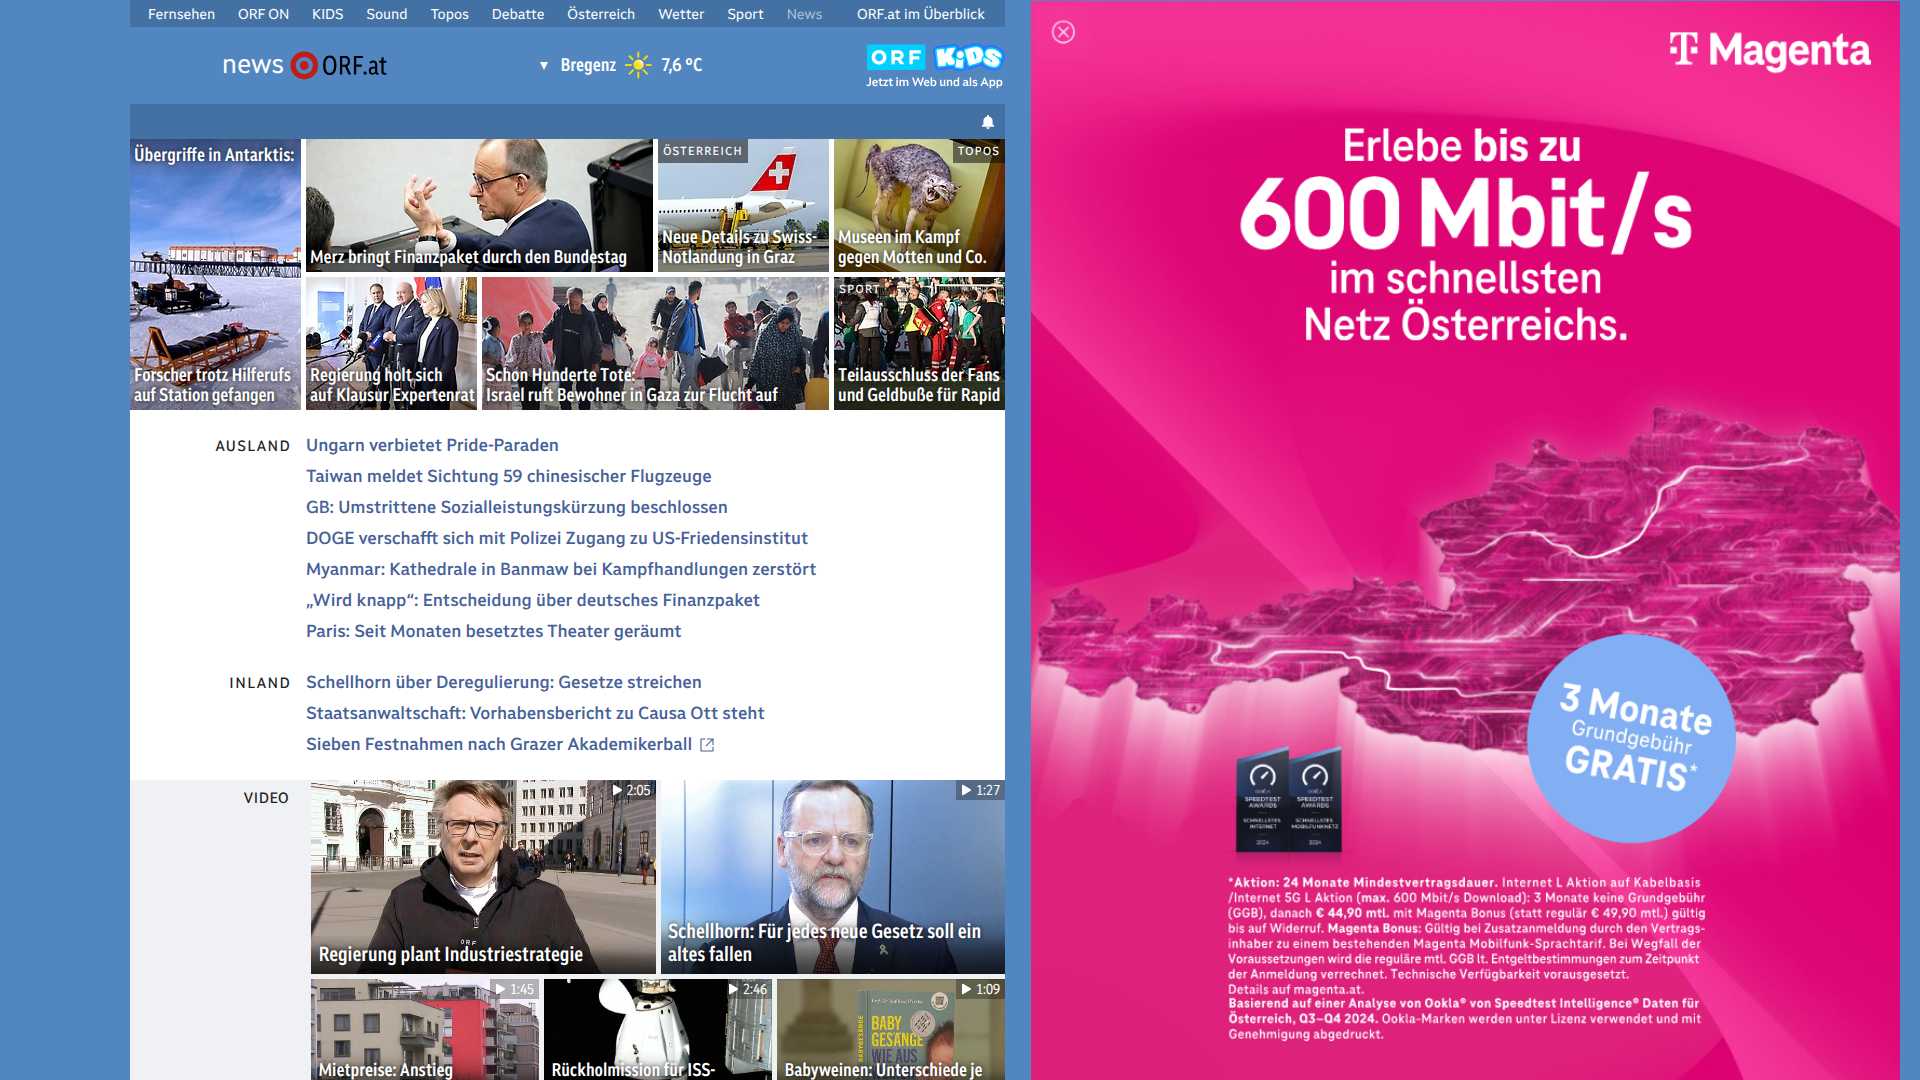 Fernsehen ORF ON KIDS Sound Topos Debatte Österreich Wetter Sport News ORF.at im Überblick
news ORF.at
▼ Bregenz 7,6 °C
ORF KiDS
Jetzt im Web und als App
Übergriffe in Antarktis:
Forscher trotz Hilferufs
auf Station gefangen
Merz bringt Finanzpaket durch den Bundestag
ÖSTERREICH
Neue Details zu Swiss-
Notlandung in Graz
TOPOS
Museen im Kampf
gegen Motten und Co.
Regierung holt sich
auf Klausur Expertenrat
Schon Hunderte Tote:
Israel ruft Bewohner in Gaza zur Flucht auf
SPORT
Teilausschluss der Fans
und Geldbuße für Rapid
AUSLAND
Ungarn verbietet Pride-Paraden
Taiwan meldet Sichtung 59 chinesischer Flugzeuge
GB: Umstrittene Sozialleistungskürzung beschlossen
DOGE verschafft sich mit Polizei Zugang zu US-Friedensinstitut
Myanmar: Kathedrale in Banmaw bei Kampfhandlungen zerstört
„Wird knapp“: Entscheidung über deutsches Finanzpaket
Paris: Seit Monaten besetztes Theater geräumt
INLAND
Schellhorn über Deregulierung: Gesetze streichen
Staatsanwaltschaft: Vorhabensbericht zu Causa Ott steht
Sieben Festnahmen nach Grazer Akademikerball
VIDEO
2:05
ORF
Regierung plant Industriestrategie
1:27
Schellhorn: Für jedes neue Gesetz soll ein
altes fallen
1:45
Mietpreise: Anstieg
2:46
Rückholmission für ISS-
1:09
BABY
GESÄNGE
WIE AUS
Babyweinen: Unterschiede je
T Magenta
Erlebe bis zu
600 Mbit/s
im schnellsten
Netz Österreichs.
3 Monate
Grundgebühr
GRATIS*
SPEEDTEST
AWARDS
SCHNELLSTES
INTERNET
2024
SPEEDTEST
AWARDS
SCHNELLSTES
MOBILFUNKNETZ
2024
*Aktion: 24 Monate Mindestvertragsdauer. Internet L Aktion auf Kabelbasis
/Internet 5G L Aktion (max. 600 Mbit/s Download): 3 Monate keine Grundgebühr
(GGB), danach € 44,90 mtl. mit Magenta Bonus (statt regulär € 49,90 mtl.) gültig
bis auf Widerruf. Magenta Bonus: Gültig bei Zusatzanmeldung durch den Vertrags-
inhaber zu einem bestehenden Magenta Mobilfunk-Sprachtarif. Bei Wegfall der
Voraussetzungen wird die reguläre mtl. GGB lt. Entgeltbestimmungen zum Zeitpunkt
der Anmeldung verrechnet. Technische Verfügbarkeit vorausgesetzt.
Details auf magenta.at.
Basierend auf einer Analyse von Ookla® von Speedtest Intelligence® Daten für
Österreich, Q3–Q4 2024. Ookla-Marken werden unter Lizenz verwendet und mit
Genehmigung abgedruckt.